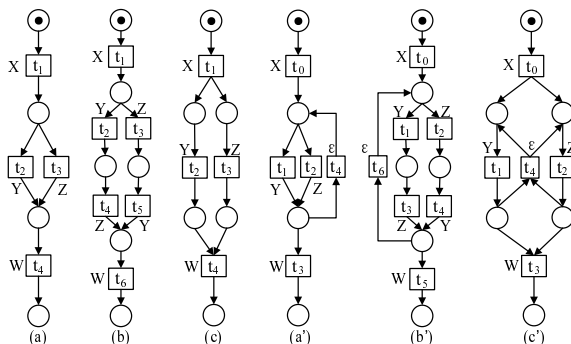 X t₁ Y t₂ t₃ Z W t₄ (a)
X t₁ Y Z t₂ t₃ t₄ t₅ Z Y W t₆ (b)
X t₁ Y t₂ Z t₃ W t₄ (c)
X t₀ ε t₄ t₁ t₂ Y Z W t₃ (a')
X t₀ ε t₆ Y Z t₁ t₂ t₃ t₄ Z Y W t₅ (b')
X t₀ Y t₁ ε t₄ Z t₂ W t₃ (c')